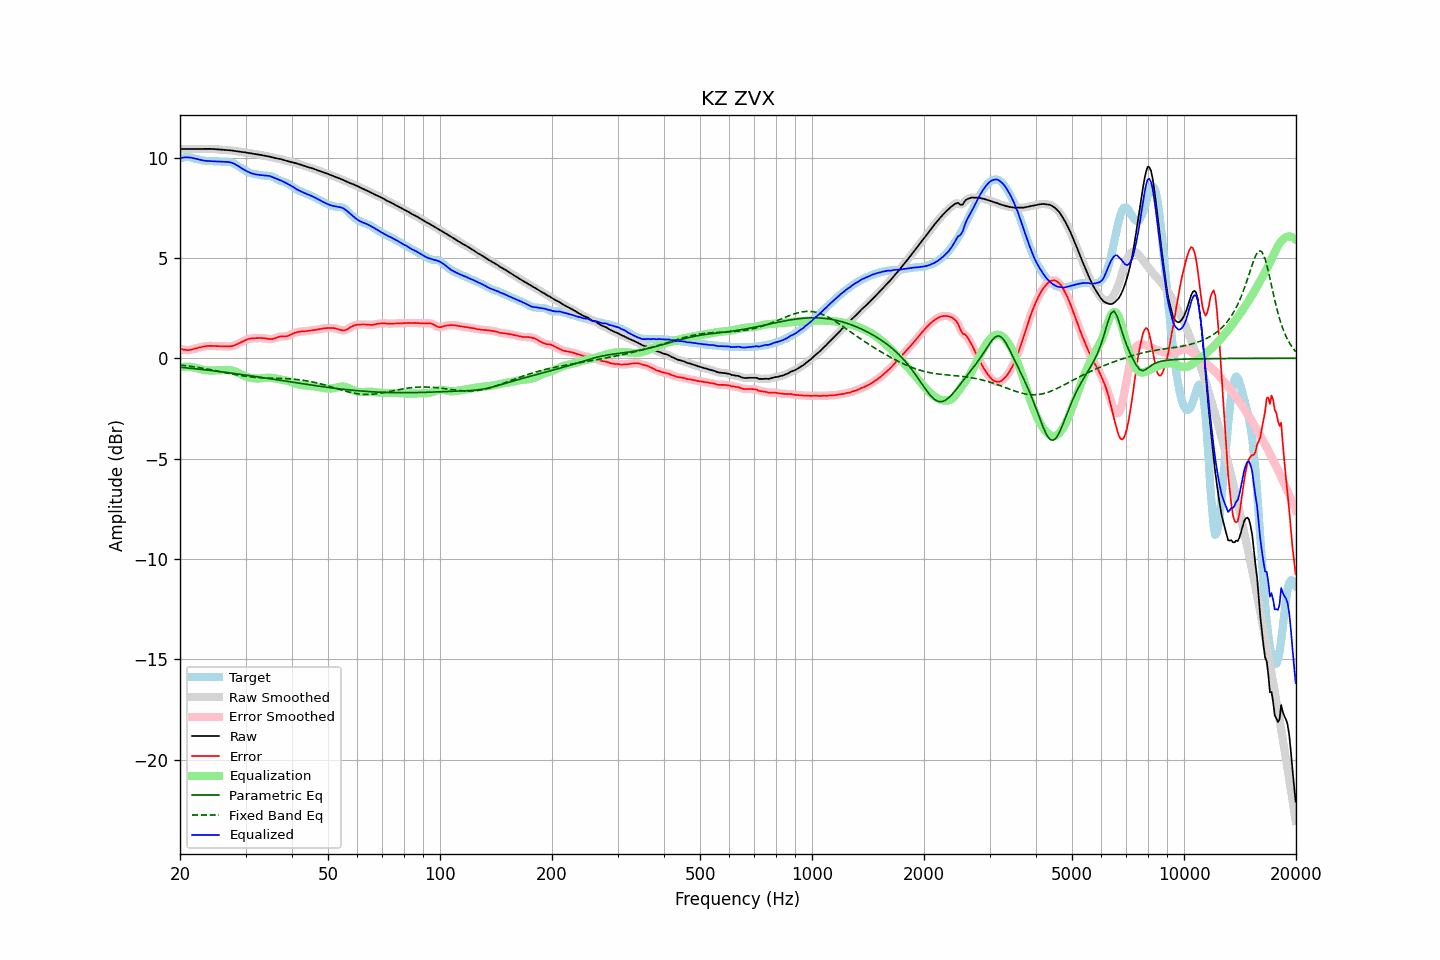 KZ ZVX
Amplitude (dBr)
10
5
0
−5
−10
−15
−20
Target
Raw Smoothed
Error Smoothed
Raw
Error
Equalization
Parametric Eq
Fixed Band Eq
Equalized
20 50 100 200 500 1000 2000 5000 10000 20000
Frequency (Hz)